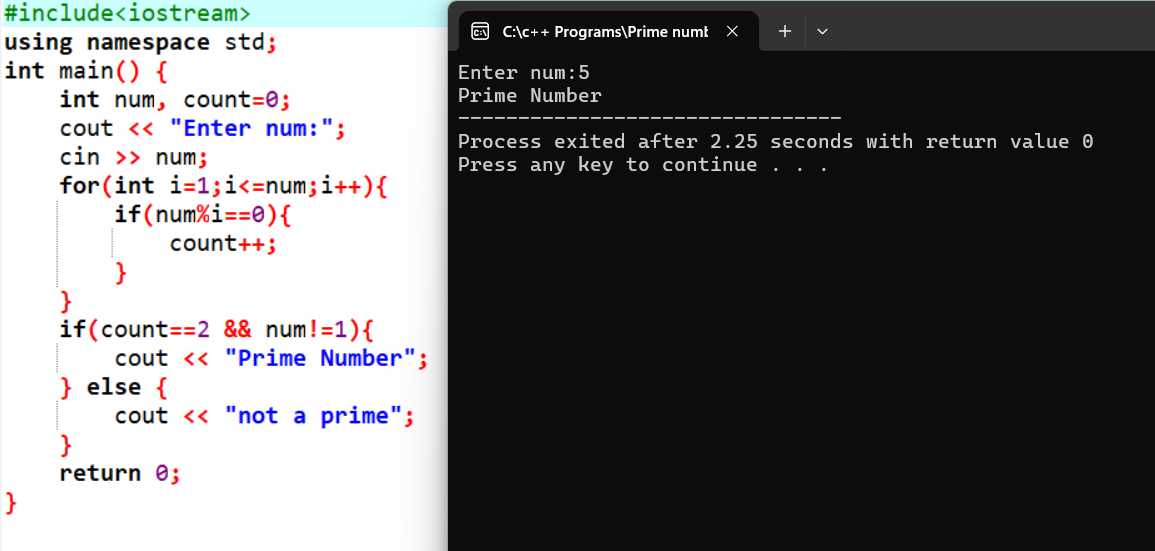 #include<iostream>
using namespace std;
int main() {
    int num, count=0;
    cout << "Enter num:";
    cin >> num;
    for(int i=1;i<=num;i++){
        if(num%i==0){
            count++;
        }
    }
    if(count==2 && num!=1){
        cout << "Prime Number";
    } else {
        cout << "not a prime";
    }
    return 0;
}
C:\c++ Programs\Prime numb
Enter num:5
Prime Number
--------------------------------
Process exited after 2.25 seconds with return value 0
Press any key to continue . . .